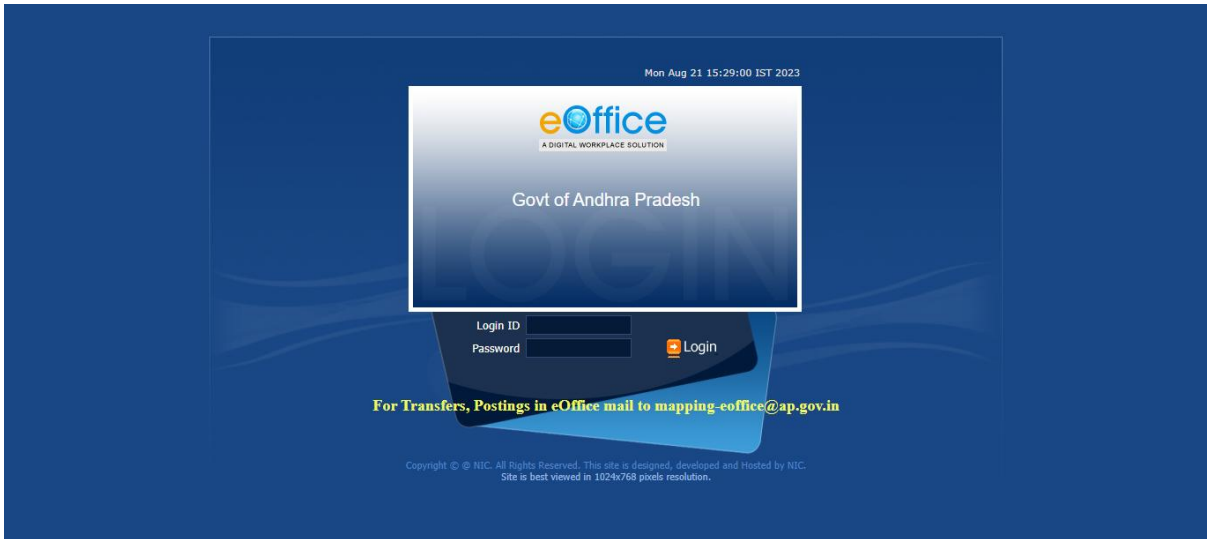 Mon Aug 21 15:29:00 IST 2023
eOffice
A DIGITAL WORKPLACE SOLUTION
Govt of Andhra Pradesh
LOGIN
Login ID
Password
Login
For Transfers, Postings in eOffice mail to mapping-eoffice@ap.gov.in
Copyright © @ NIC. All Rights Reserved. This site is designed, developed and Hosted by NIC.
Site is best viewed in 1024x768 pixels resolution.